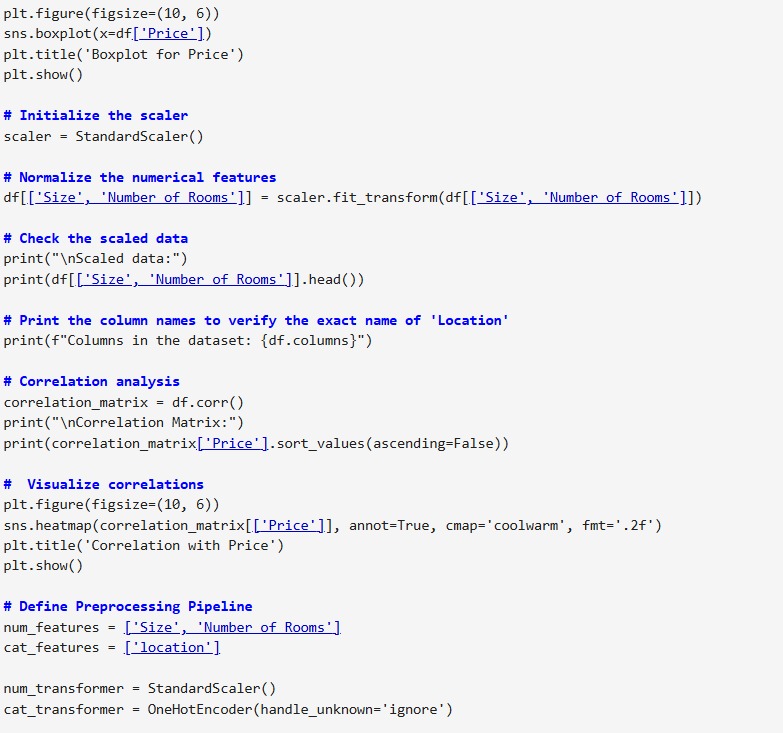 plt.figure(figsize=(10, 6))
sns.boxplot(x=df['Price'])
plt.title('Boxplot for Price')
plt.show()
# Initialize the scaler
scaler = StandardScaler()
# Normalize the numerical features
df[['Size', 'Number of Rooms']] = scaler.fit_transform(df[['Size', 'Number of Rooms']])
# Check the scaled data
print("\nScaled data:")
print(df[['Size', 'Number of Rooms']].head())
# Print the column names to verify the exact name of 'Location'
print(f"Columns in the dataset: {df.columns}")
# Correlation analysis
correlation_matrix = df.corr()
print("\nCorrelation Matrix:")
print(correlation_matrix['Price'].sort_values(ascending=False))
#  Visualize correlations
plt.figure(figsize=(10, 6))
sns.heatmap(correlation_matrix[['Price']], annot=True, cmap='coolwarm', fmt='.2f')
plt.title('Correlation with Price')
plt.show()
# Define Preprocessing Pipeline
num_features = ['Size', 'Number of Rooms']
cat_features = ['location']
num_transformer = StandardScaler()
cat_transformer = OneHotEncoder(handle_unknown='ignore')